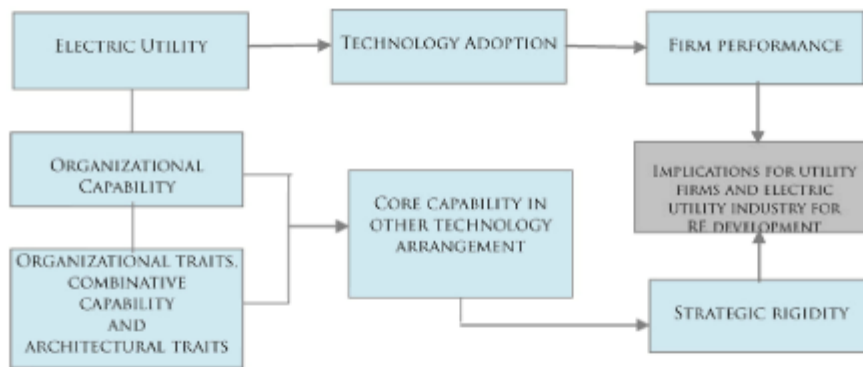 ELECTRIC UTILITY
TECHNOLOGY ADOPTION
FIRM PERFORMANCE
ORGANIZATIONAL
CAPABILITY
CORE CAPABILITY IN
OTHER TECHNOLOGY
ARRANGEMENT
IMPLICATIONS FOR UTILITY
FIRMS AND ELECTRIC
UTILITY INDUSTRY FOR
RE DEVELOPMENT
ORGANIZATIONAL TRAITS,
COMBINATIVE
CAPABILITY
AND
ARCHITECTURAL TRAITS
STRATEGIC RIGIDITY